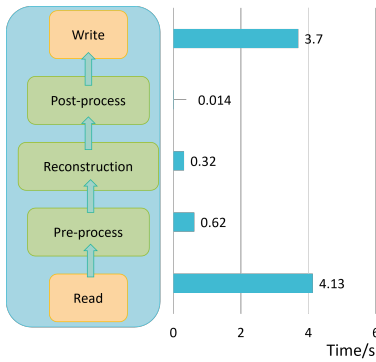 Write
3.7
Post-process
0.014
Reconstruction
0.32
Pre-process
0.62
Read
4.13
0 2 4 6
Time/s